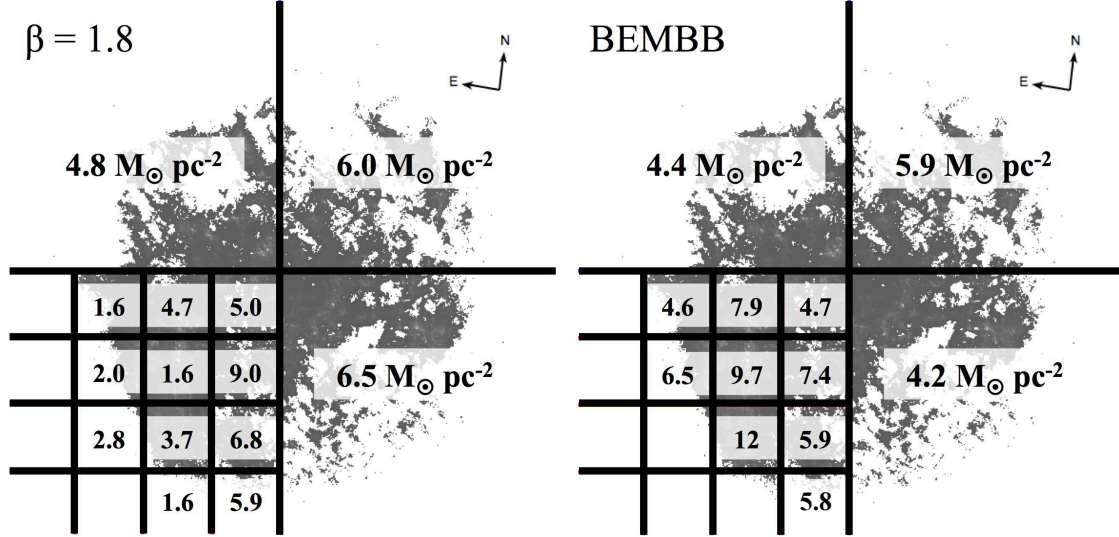 β = 1.8
N
E
4.8 M⊙ pc-2
6.0 M⊙ pc-2
1.6 4.7 5.0
2.0 1.6 9.0
6.5 M⊙ pc-2
2.8 3.7 6.8
1.6 5.9
BEMBB
N
E
4.4 M⊙ pc-2
5.9 M⊙ pc-2
4.6 7.9 4.7
6.5 9.7 7.4
4.2 M⊙ pc-2
12 5.9
5.8